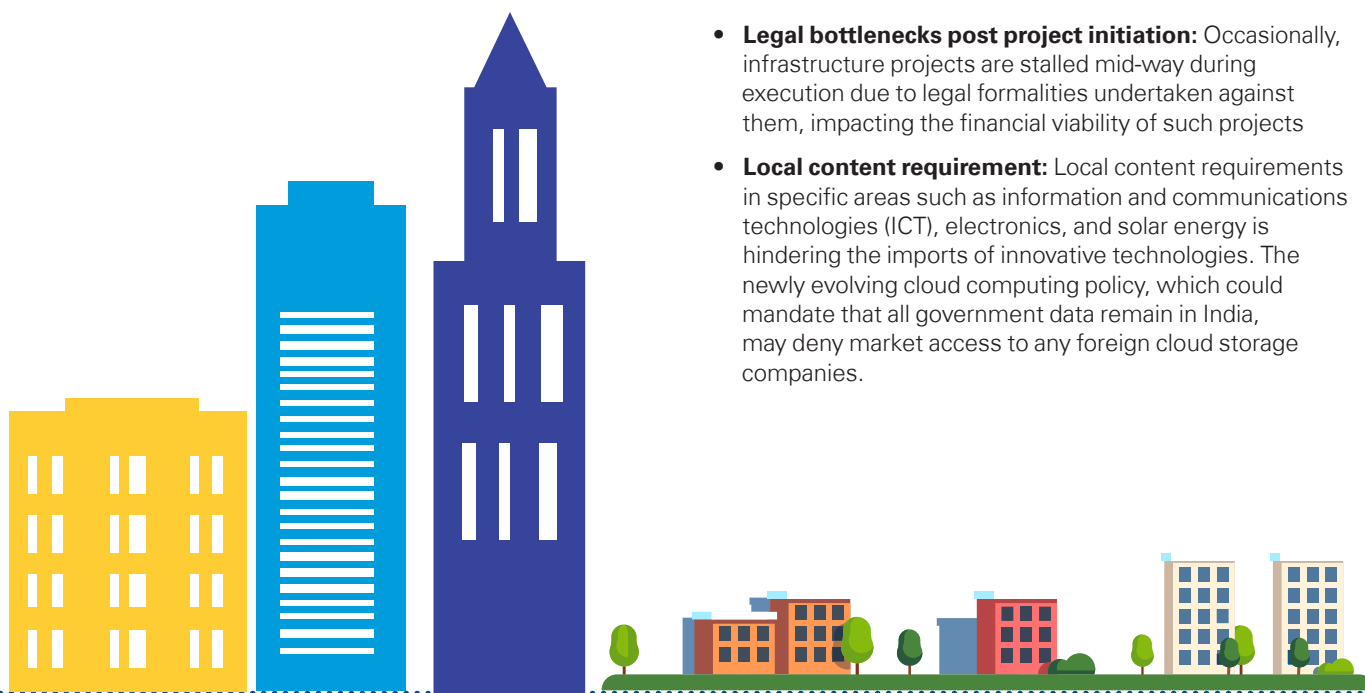 • Legal bottlenecks post project initiation: Occasionally,
infrastructure projects are stalled mid-way during
execution due to legal formalities undertaken against
them, impacting the financial viability of such projects
• Local content requirement: Local content requirements
in specific areas such as information and communications
technologies (ICT), electronics, and solar energy is
hindering the imports of innovative technologies. The
newly evolving cloud computing policy, which could
mandate that all government data remain in India,
may deny market access to any foreign cloud storage
companies.